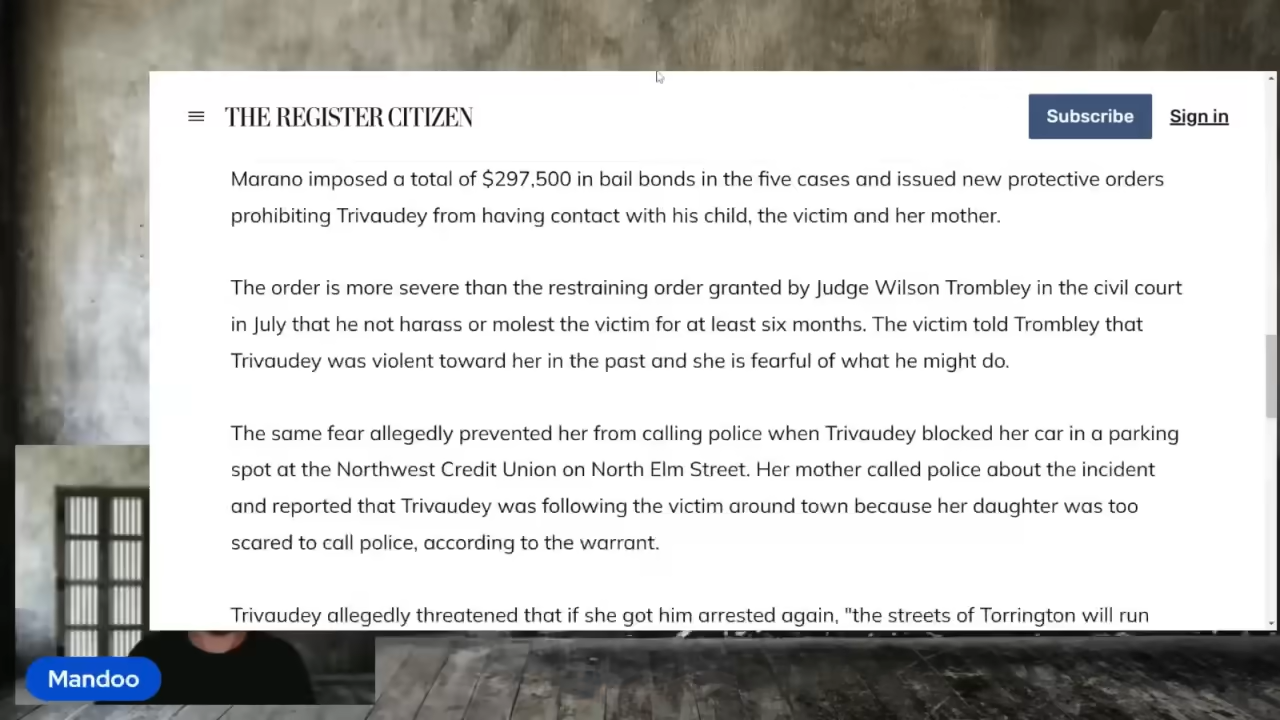 THE REGISTER CITIZEN
Subscribe
Sign in
Marano imposed a total of $297,500 in bail bonds in the five cases and issued new protective orders
prohibiting Trivaudey from having contact with his child, the victim and her mother.
The order is more severe than the restraining order granted by Judge Wilson Trombley in the civil court
in July that he not harass or molest the victim for at least six months. The victim told Trombley that
Trivaudey was violent toward her in the past and she is fearful of what he might do.
The same fear allegedly prevented her from calling police when Trivaudey blocked her car in a parking
spot at the Northwest Credit Union on North Elm Street. Her mother called police about the incident
and reported that Trivaudey was following the victim around town because her daughter was too
scared to call police, according to the warrant.
Trivaudey allegedly threatened that if she got him arrested again, "the streets of Torrington will run
Mandoo